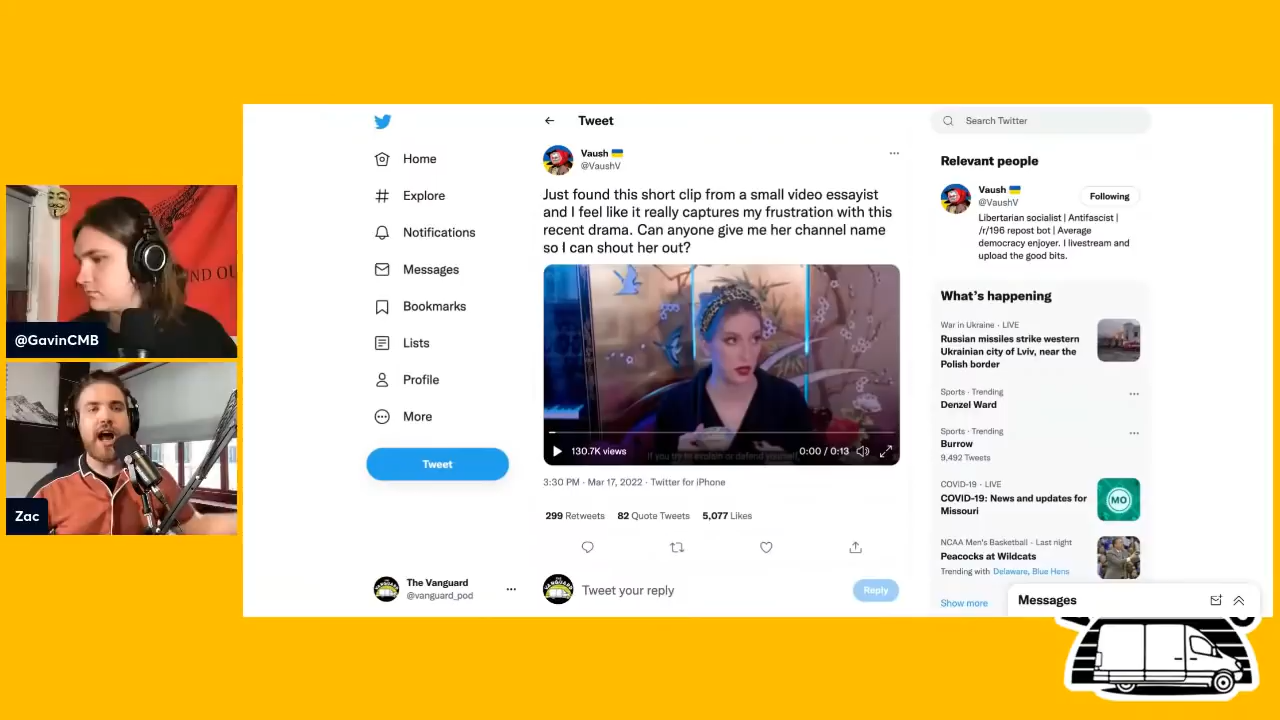 Home
Explore
Notifications
Messages
Bookmarks
Lists
Profile
More
Tweet
The Vanguard
@vanguard_pod
Tweet
Vaush
@VaushV
Just found this short clip from a small video essayist
and I feel like it really captures my frustration with this
recent drama. Can anyone give me her channel name
so I can shout her out?
If you try to explain or defend yourself,
130.7K views
0:00 / 0:13
3:30 PM · Mar 17, 2022 · Twitter for iPhone
299 Retweets 82 Quote Tweets 5,077 Likes
Tweet your reply
Reply
Search Twitter
Relevant people
Vaush
@VaushV
Following
Libertarian socialist | Antifascist |
/r/196 repost bot | Average
democracy enjoyer. I livestream and
upload the good bits.
What's happening
War in Ukraine · LIVE
Russian missiles strike western
Ukrainian city of Lviv, near the
Polish border
Sports · Trending
Denzel Ward
Sports · Trending
Burrow
9,492 Tweets
COVID-19 · LIVE
COVID-19: News and updates for
Missouri
MO
NCAA Men's Basketball · Last night
Peacocks at Wildcats
Trending with Delaware, Blue Hens
Show more
Messages
@GavinCMB
Zac